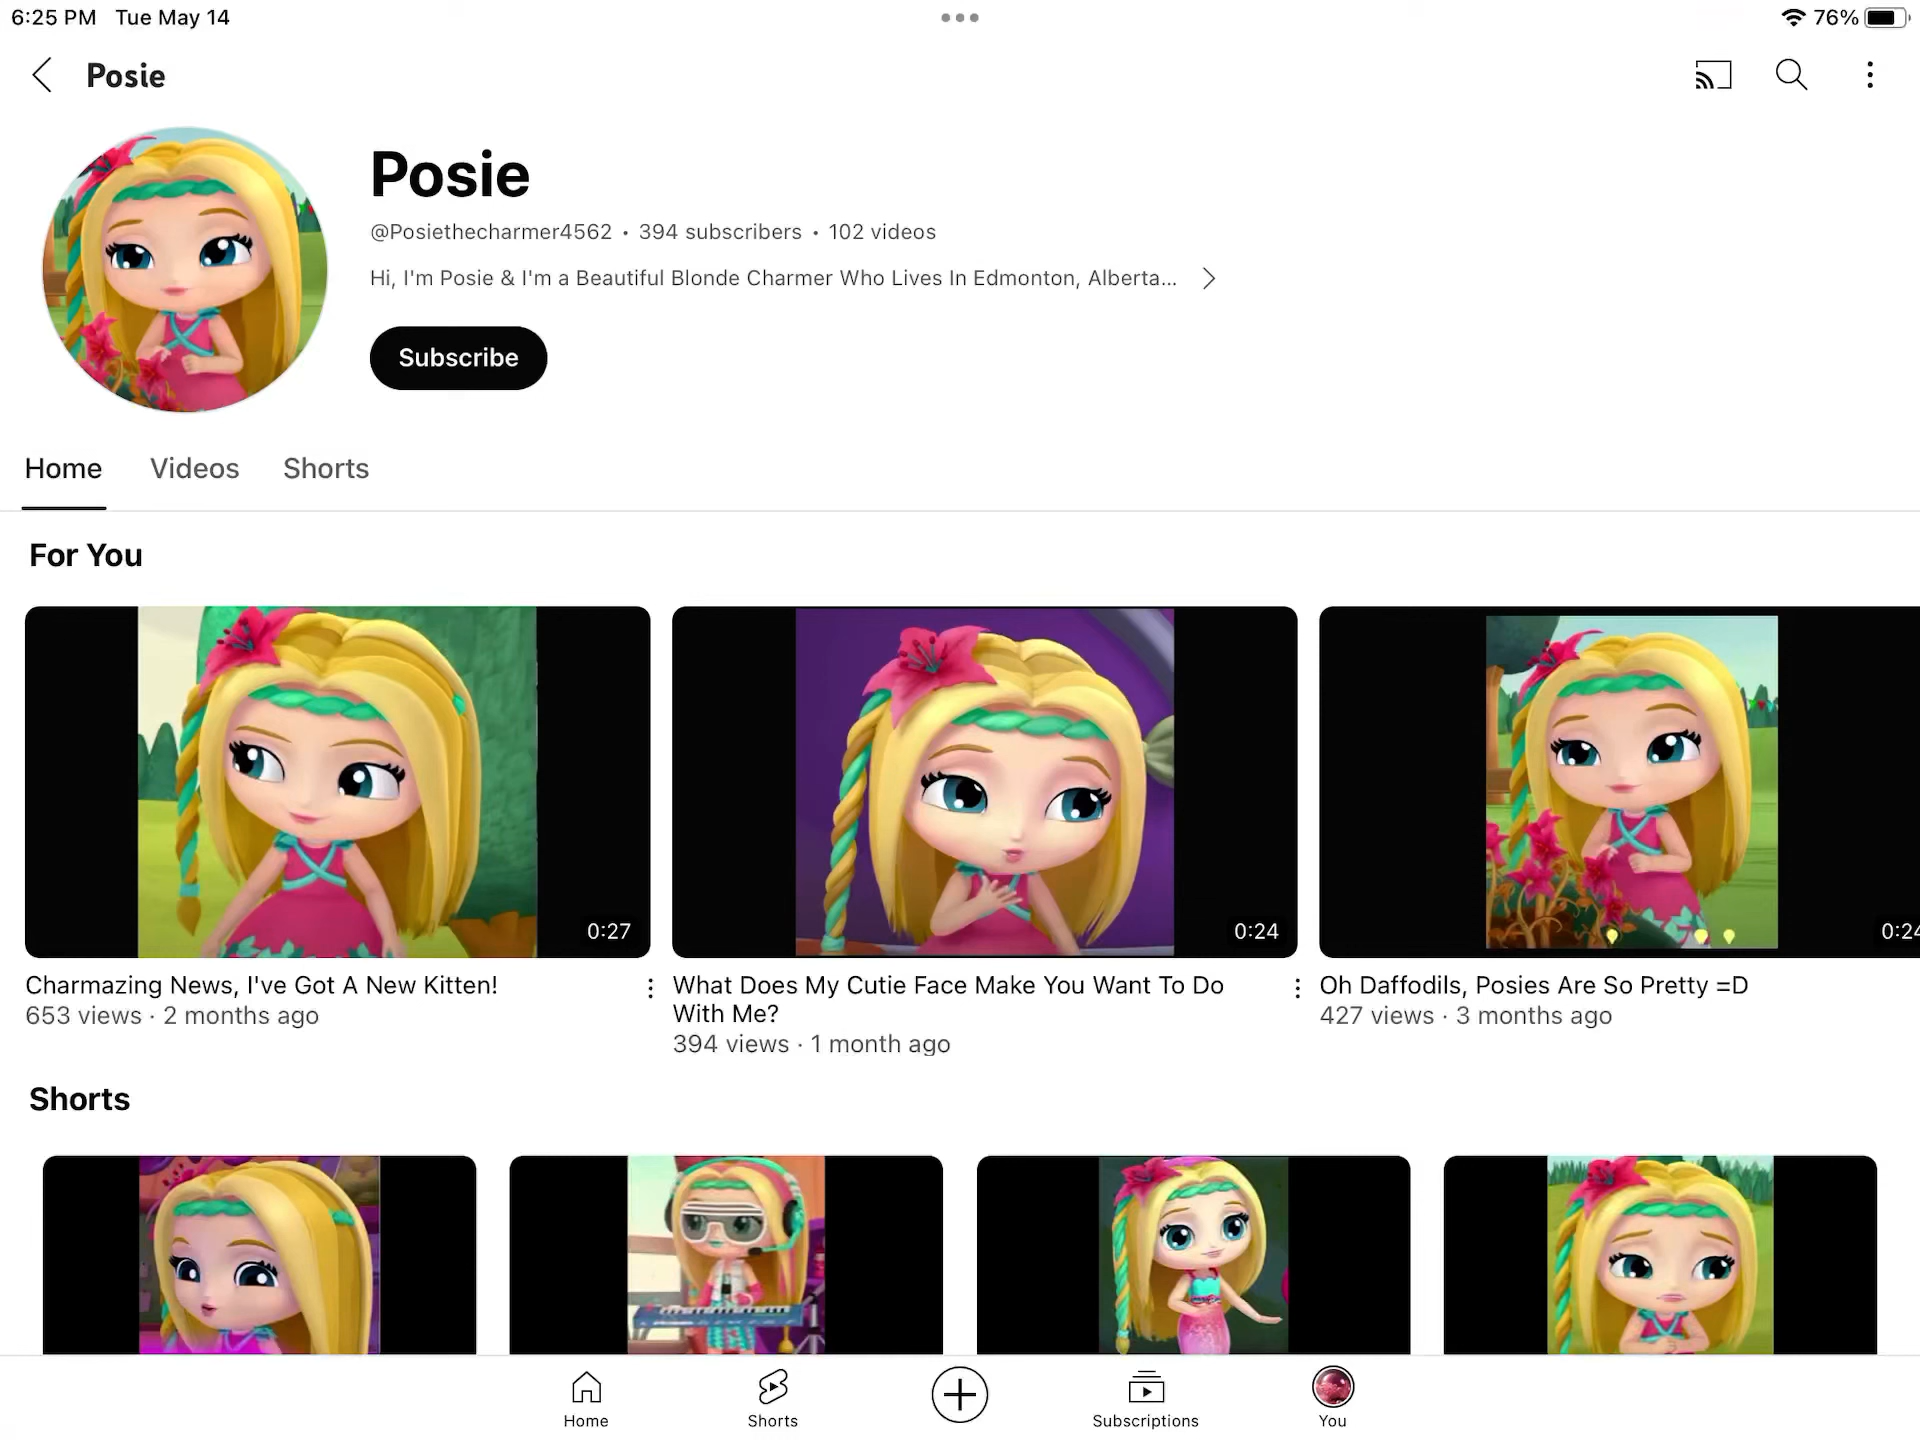 6:25 PM Tue May 14
76%
Posie
Posie
@Posiethecharmer4562 • 394 subscribers • 102 videos
Hi, I'm Posie & I'm a Beautiful Blonde Charmer Who Lives In Edmonton, Alberta...
Subscribe
Home Videos Shorts
For You
0:27
0:24
0:24
Charmazing News, I've Got A New Kitten!
653 views · 2 months ago
What Does My Cutie Face Make You Want To Do
With Me?
394 views · 1 month ago
Oh Daffodils, Posies Are So Pretty =D
427 views · 3 months ago
Shorts
Home
Shorts
Subscriptions
You